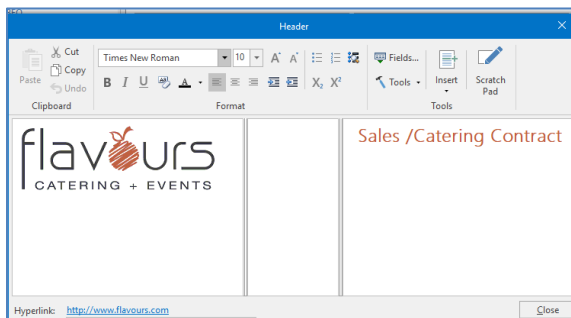 Header
Cut
Copy
Undo
Paste
Clipboard
Times New Roman
10
A A
B I U A X₂ X²
Format
Fields...
Tools
Insert
Scratch
Pad
Tools
flavours
CATERING + EVENTS
Sales /Catering Contract
Hyperlink: http://www.flavours.com
Close